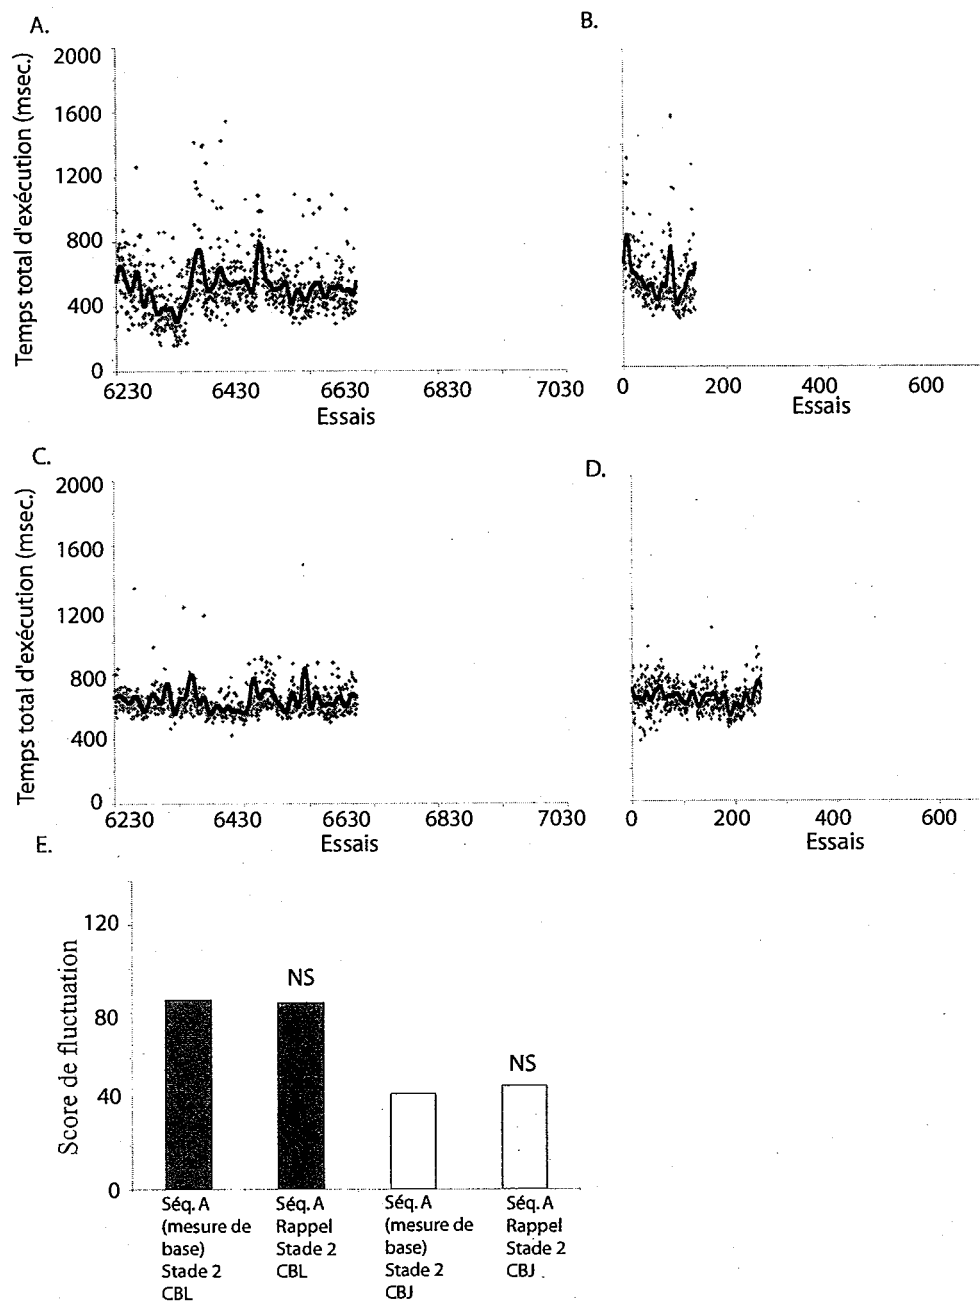 A.
B.
Temps total d'exécution (msec.)
2000
1600
1200
800
400
0
6230 6430 6630 6830 7030
Essais
0 200 400 600
Essais
C.
D.
Temps total d'exécution (msec.)
2000
1600
1200
800
400
0
6230 6430 6630 6830 7030
Essais
0 200 400 600
Essais
E.
Score de fluctuation
120
80
40
0
NS
NS
Séq. A
(mesure de
base)
Stade 2
CBL
Séq. A
Rappel
Stade 2
CBL
Séq. A
(mesure de
base)
Stade 2
CBJ
Séq. A
Rappel
Stade 2
CBJ